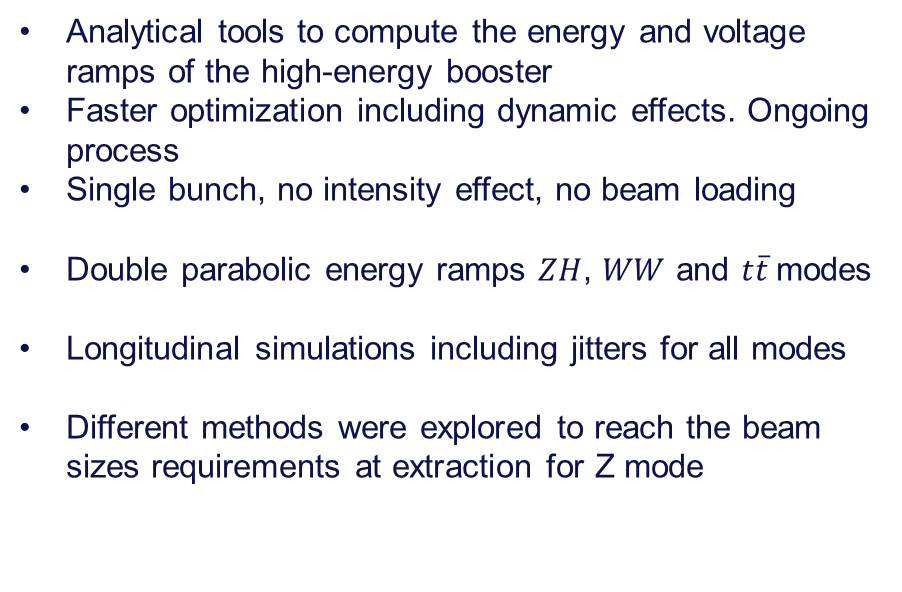 • Analytical tools to compute the energy and voltage
ramps of the high-energy booster
• Faster optimization including dynamic effects. Ongoing
process
• Single bunch, no intensity effect, no beam loading
• Double parabolic energy ramps 𝑍𝐻, 𝑊𝑊 and 𝑡𝑡̅ modes
• Longitudinal simulations including jitters for all modes
• Different methods were explored to reach the beam
sizes requirements at extraction for Z mode